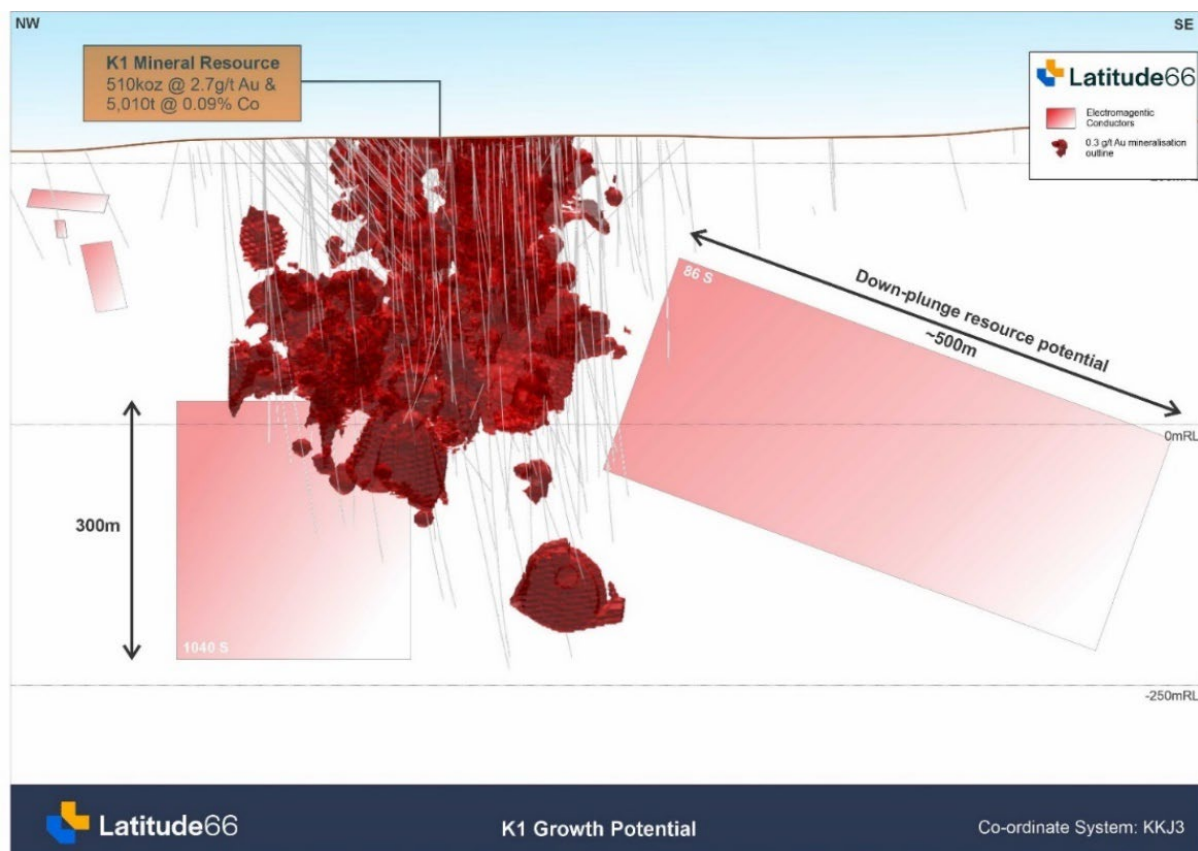 NW
SE
K1 Mineral Resource
510koz @ 2.7g/t Au &
5,010t @ 0.09% Co
Latitude66
Electromagentic
Conductors
0.3 g/t Au mineralisation
outline
86 S
Down-plunge resource potential
~500m
0mRL
300m
1040 S
-250mRL
Latitude66
K1 Growth Potential
Co-ordinate System: KKJ3